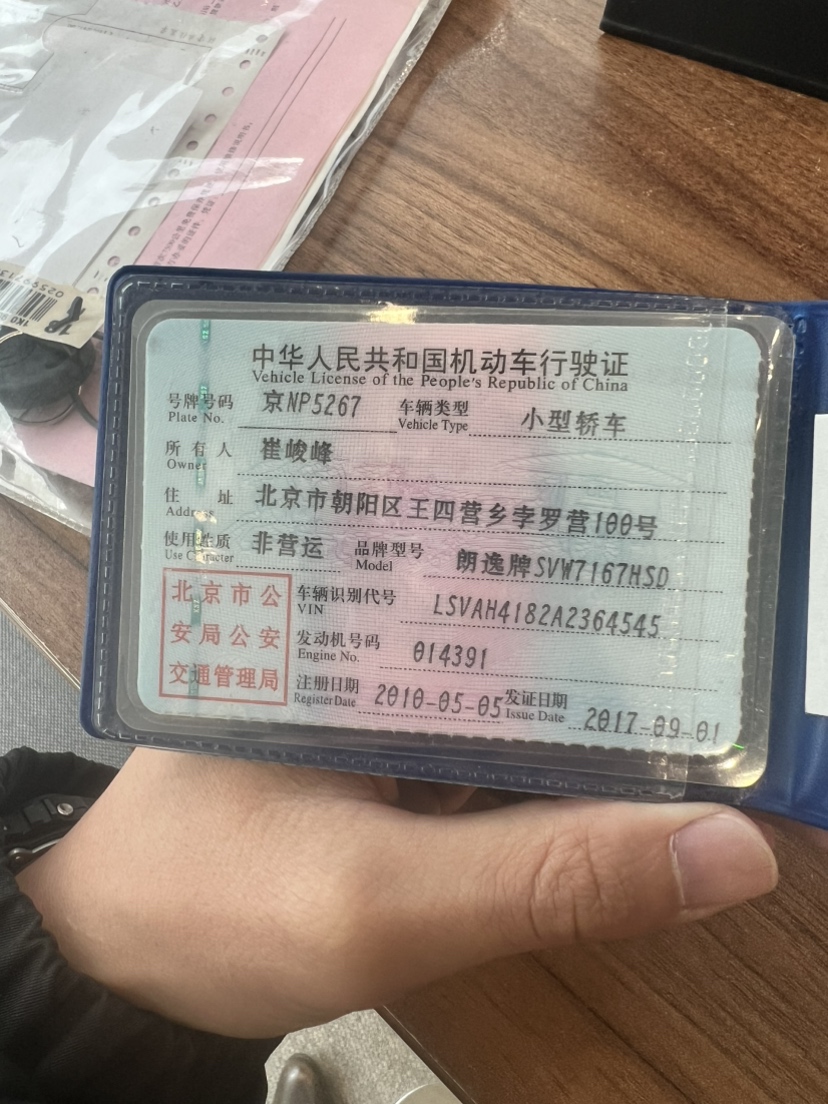 中华人民共和国机动车行驶证
Vehicle License of the People's Republic of China
号牌号码 京NP5267 车辆类型 小型轿车
Plate No. Vehicle Type
所有人 崔峻峰
Owner
住址 北京市朝阳区王四营乡孛罗营100号
Address
使用性质 非营运 品牌型号 朗逸牌SVW7167HSD
Use Character Model
北京市公
安局公安
交通管理局
车辆识别代号 LSVAH4182A2364545
VIN
发动机号码 014391
Engine No.
注册日期 2010-05-05 发证日期 2017-09-01
Register Date Issue Date